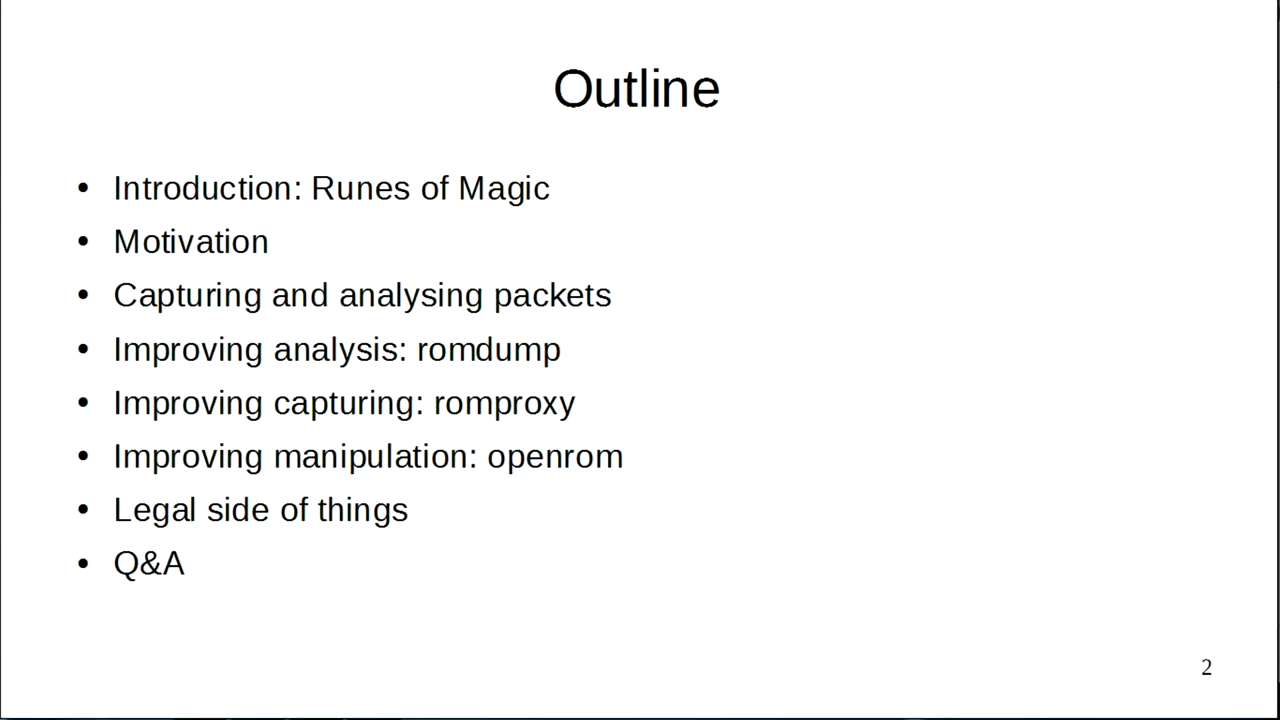 Outline
• Introduction: Runes of Magic
• Motivation
• Capturing and analysing packets
• Improving analysis: romdump
• Improving capturing: romproxy
• Improving manipulation: openrom
• Legal side of things
• Q&A
2